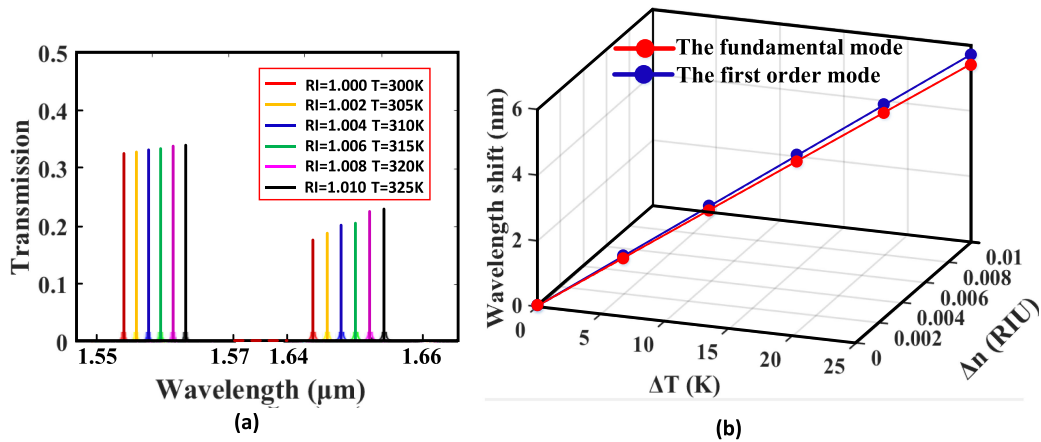 0.5
0.4
0.3
0.2
0.1
0
Transmission
RI=1.000 T=300K
RI=1.002 T=305K
RI=1.004 T=310K
RI=1.006 T=315K
RI=1.008 T=320K
RI=1.010 T=325K
1.55 1.57 1.64 1.66
Wavelength (μm)
(a)
The fundamental mode
The first order mode
6
4
2
0
Wavelength shift (nm)
0 5 10 15 20 25
ΔT (K)
0 0.002 0.004 0.006 0.008 0.01
Δn (RIU)
(b)